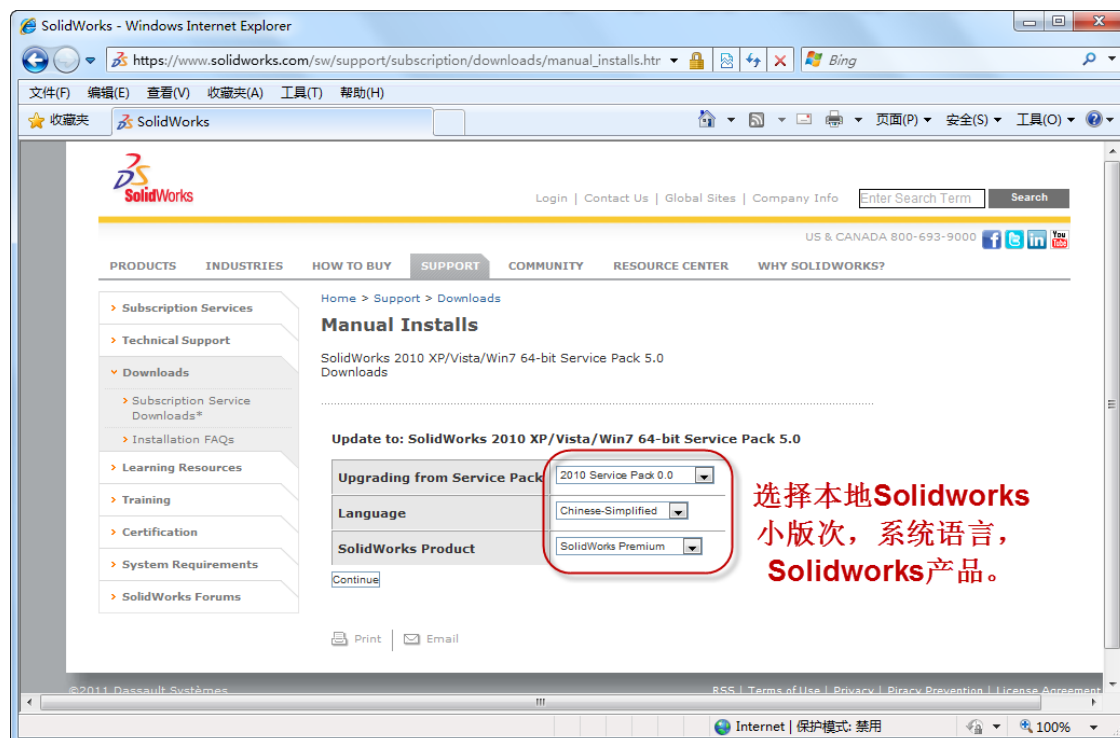 SolidWorks - Windows Internet Explorer
https://www.solidworks.com/sw/support/subscription/downloads/manual_installs.htr
Bing
文件(F) 编辑(E) 查看(V) 收藏夹(A) 工具(T) 帮助(H)
收藏夹 SolidWorks 页面(P) 安全(S) 工具(O)
SolidWorks
Login | Contact Us | Global Sites | Company Info Enter Search Term Search
US & CANADA 800-693-9000 f in You Tube
PRODUCTS INDUSTRIES HOW TO BUY SUPPORT COMMUNITY RESOURCE CENTER WHY SOLIDWORKS?
Subscription Services
Technical Support
Downloads
Subscription Service
Downloads*
Installation FAQs
Learning Resources
Training
Certification
System Requirements
SolidWorks Forums
Home > Support > Downloads
Manual Installs
SolidWorks 2010 XP/Vista/Win7 64-bit Service Pack 5.0
Downloads
Update to: SolidWorks 2010 XP/Vista/Win7 64-bit Service Pack 5.0
Upgrading from Service Pack 2010 Service Pack 0.0
Language Chinese-Simplified
SolidWorks Product SolidWorks Premium
Continue
选择本地Solidworks
小版次，系统语言，
Solidworks产品。
Print | Email
©2011 Dassault Systèmes RSS | Terms of Use | Privacy | Piracy Prevention | License Agreement
Internet | 保护模式: 禁用 100%